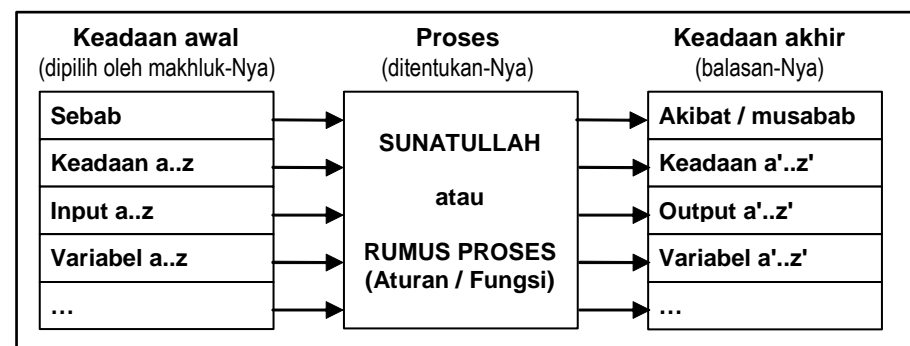 Keadaan awal
(dipilih oleh makhluk-Nya)
Proses
(ditentukan-Nya)
Keadaan akhir
(balasan-Nya)
Sebab
Keadaan a..z
Input a..z
Variabel a..z
...
SUNATULLAH
atau
RUMUS PROSES
(Aturan / Fungsi)
Akibat / musabab
Keadaan a'..z'
Output a'..z'
Variabel a'..z'
...